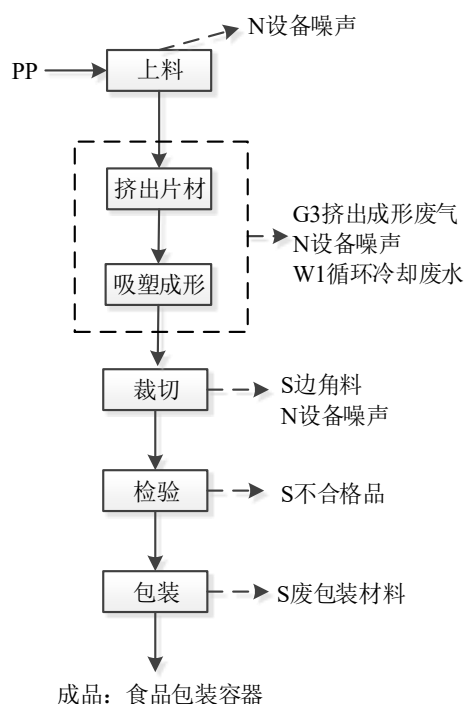 N设备噪声
PP
上料
挤出片材
G3挤出成形废气
N设备噪声
W1循环冷却废水
吸塑成形
裁切
S边角料
N设备噪声
检验
S不合格品
包装
S废包装材料
成品：食品包装容器